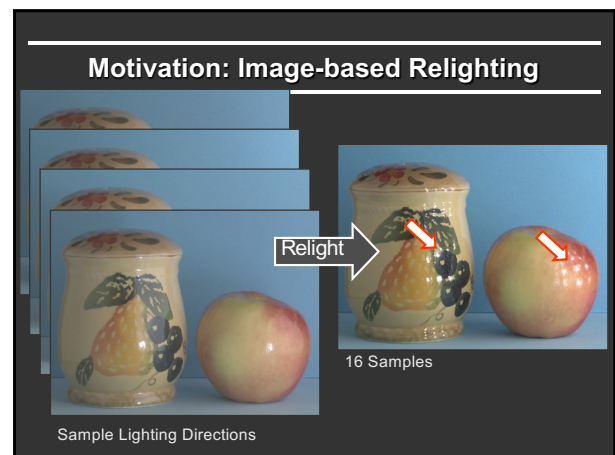 Motivation: Image-based Relighting
Relight
16 Samples
Sample Lighting Directions